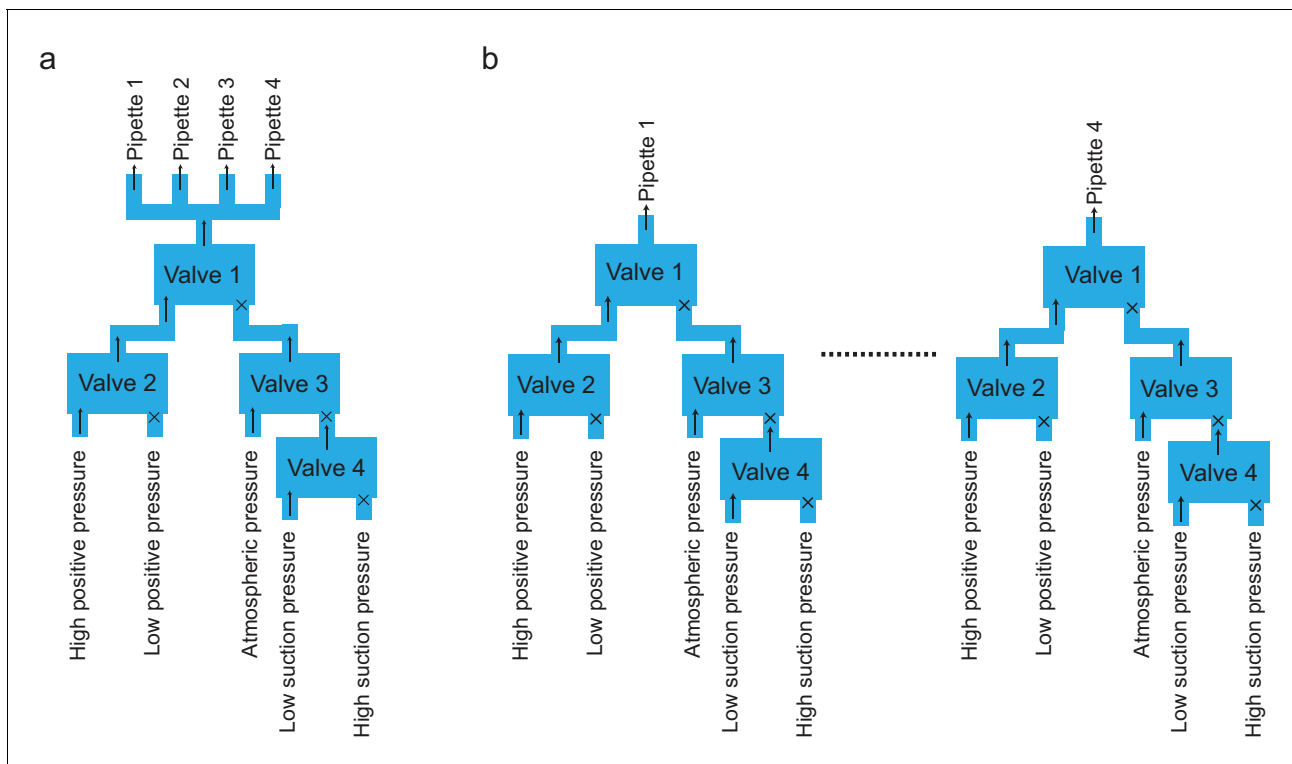 a
Pipette 1
Pipette 2
Pipette 3
Pipette 4
Valve 1
Valve 2
Valve 3
Valve 4
High positive pressure
Low positive pressure
Atmospheric pressure
Low suction pressure
High suction pressure
b
Pipette 1
Valve 1
Valve 2
Valve 3
Valve 4
High positive pressure
Low positive pressure
Atmospheric pressure
Low suction pressure
High suction pressure
Pipette 4
Valve 1
Valve 2
Valve 3
Valve 4
High positive pressure
Low positive pressure
Atmospheric pressure
Low suction pressure
High suction pressure